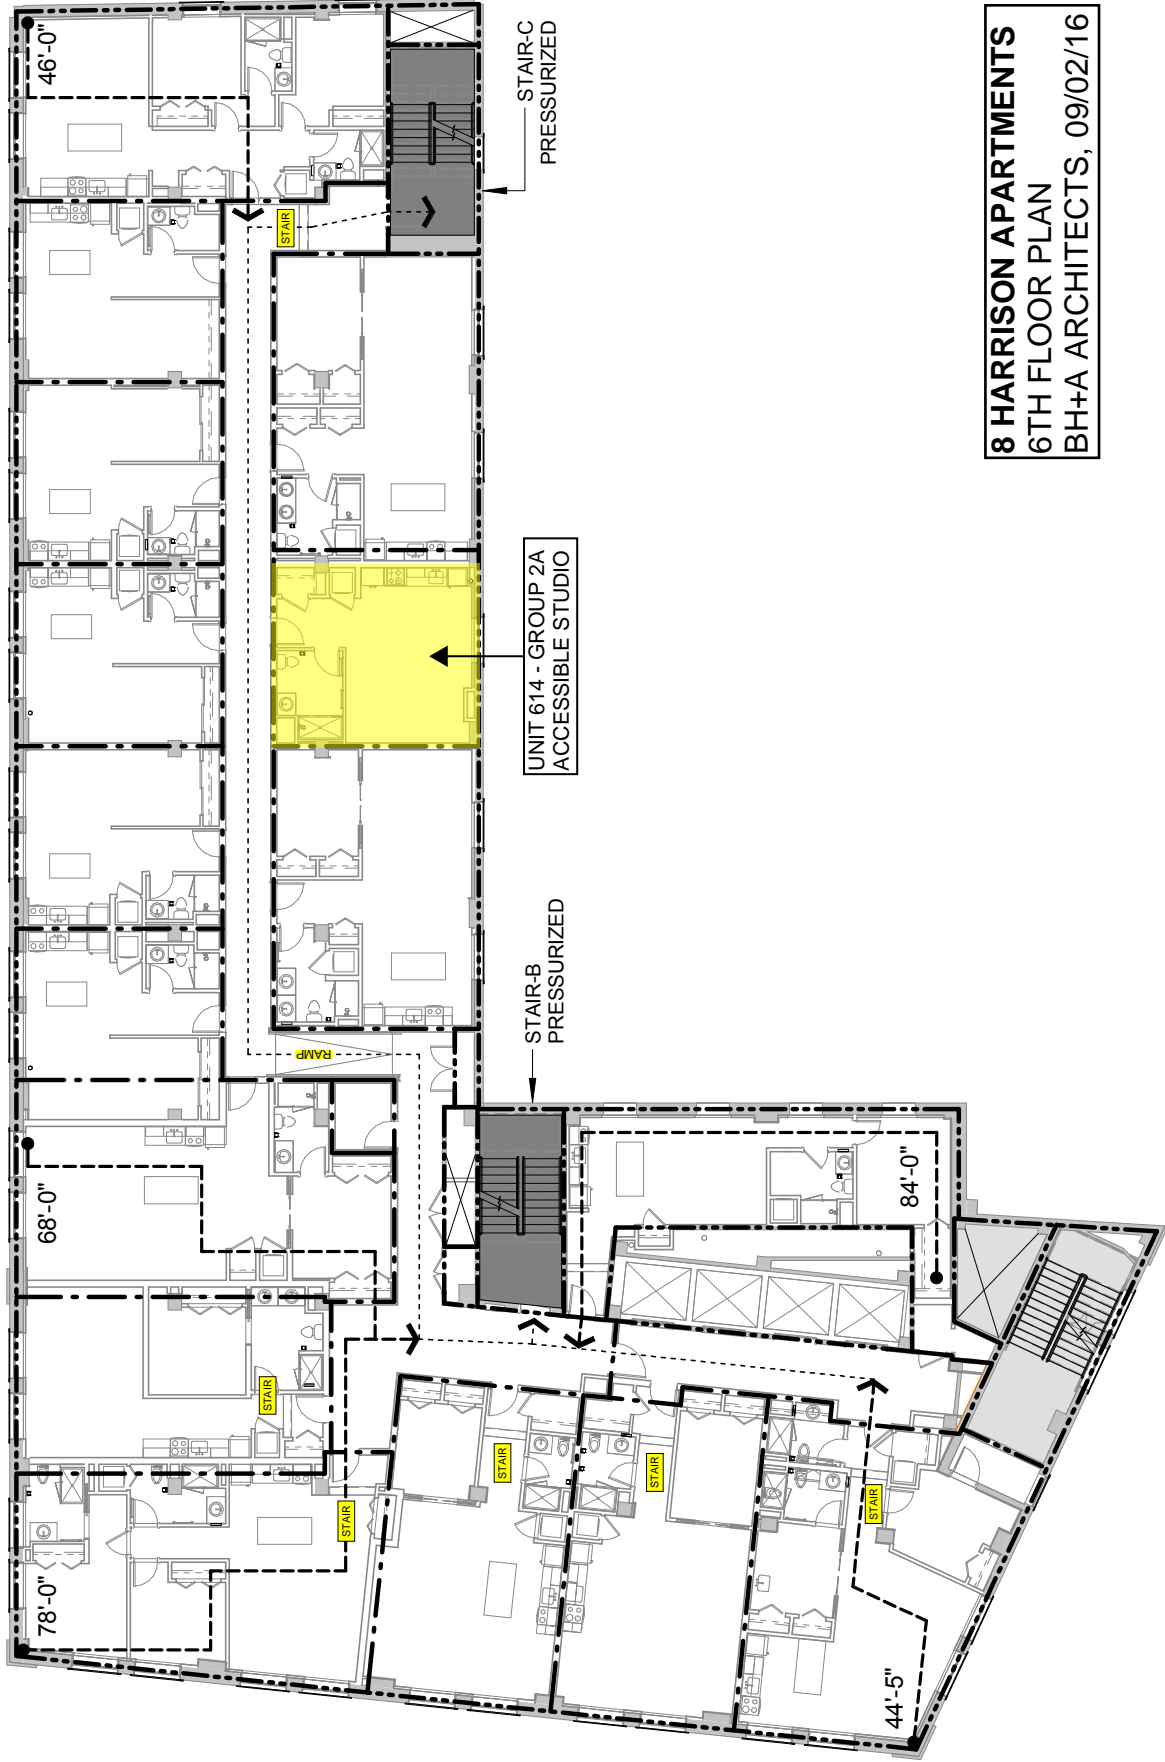 46'-0"
STAIR
STAIR-C
PRESSURIZED
UNIT 614 - GROUP 2A
ACCESSIBLE STUDIO
RAMP
STAIR-B
PRESSURIZED
68'-0"
84'-0"
STAIR
STAIR
STAIR
STAIR
STAIR
78'-0"
44'-5"
8 HARRISON APARTMENTS
6TH FLOOR PLAN
BH+A ARCHITECTS, 09/02/16